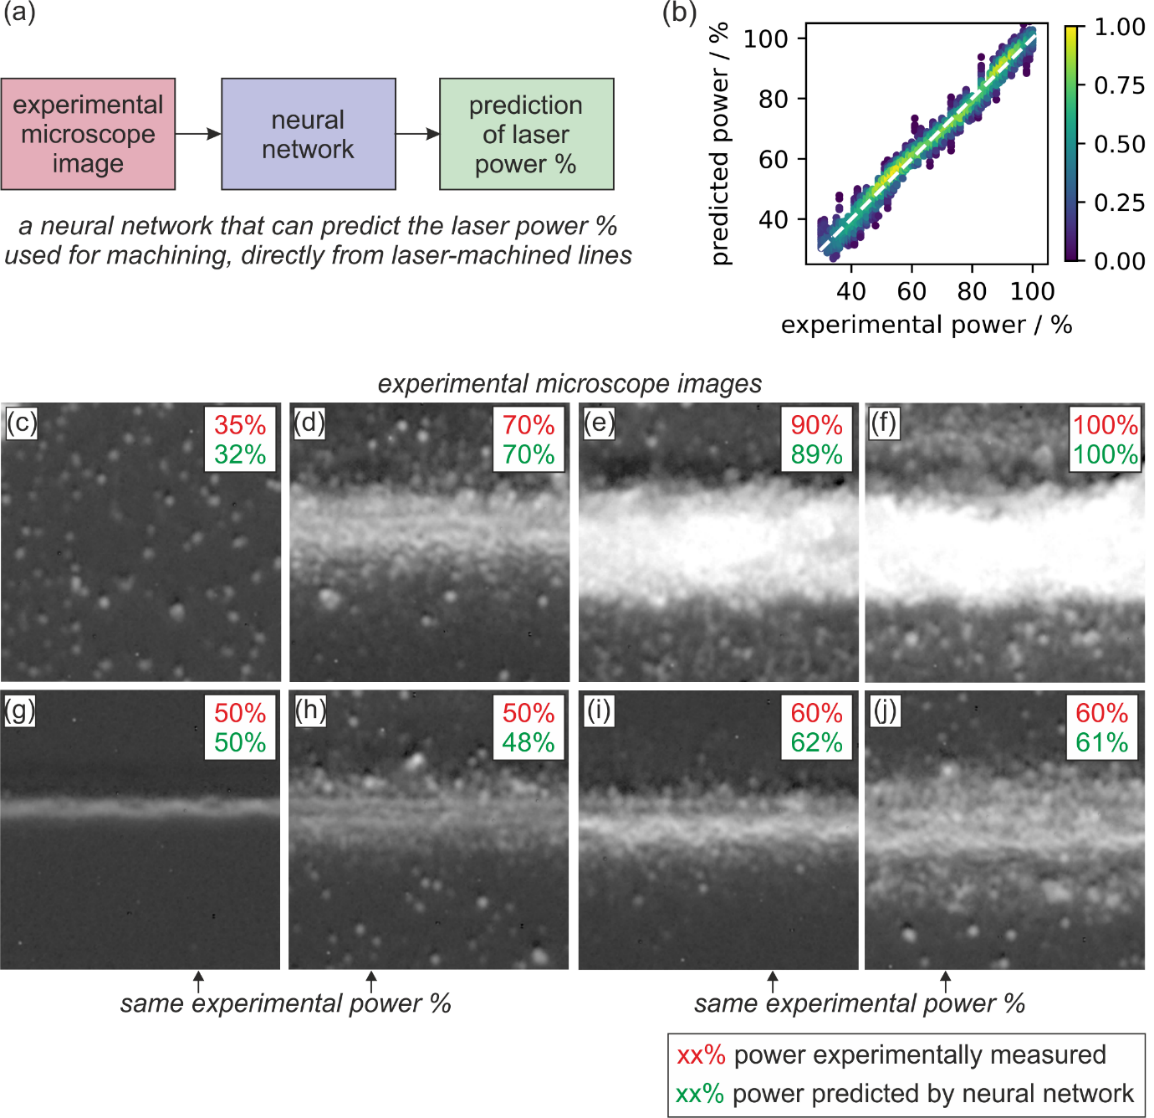 (a)
experimental
microscope
image
neural
network
prediction
of laser
power %
a neural network that can predict the laser power %
used for machining, directly from laser-machined lines
(b)
predicted power / %
100
80
60
40
40 60 80 100
experimental power / %
1.00
0.75
0.50
0.25
0.00
experimental microscope images
(c)
35%
32%
(d)
70%
70%
(e)
90%
89%
(f)
100%
100%
(g)
50%
50%
(h)
50%
48%
(i)
60%
62%
(j)
60%
61%
same experimental power %
same experimental power %
xx% power experimentally measured
xx% power predicted by neural network